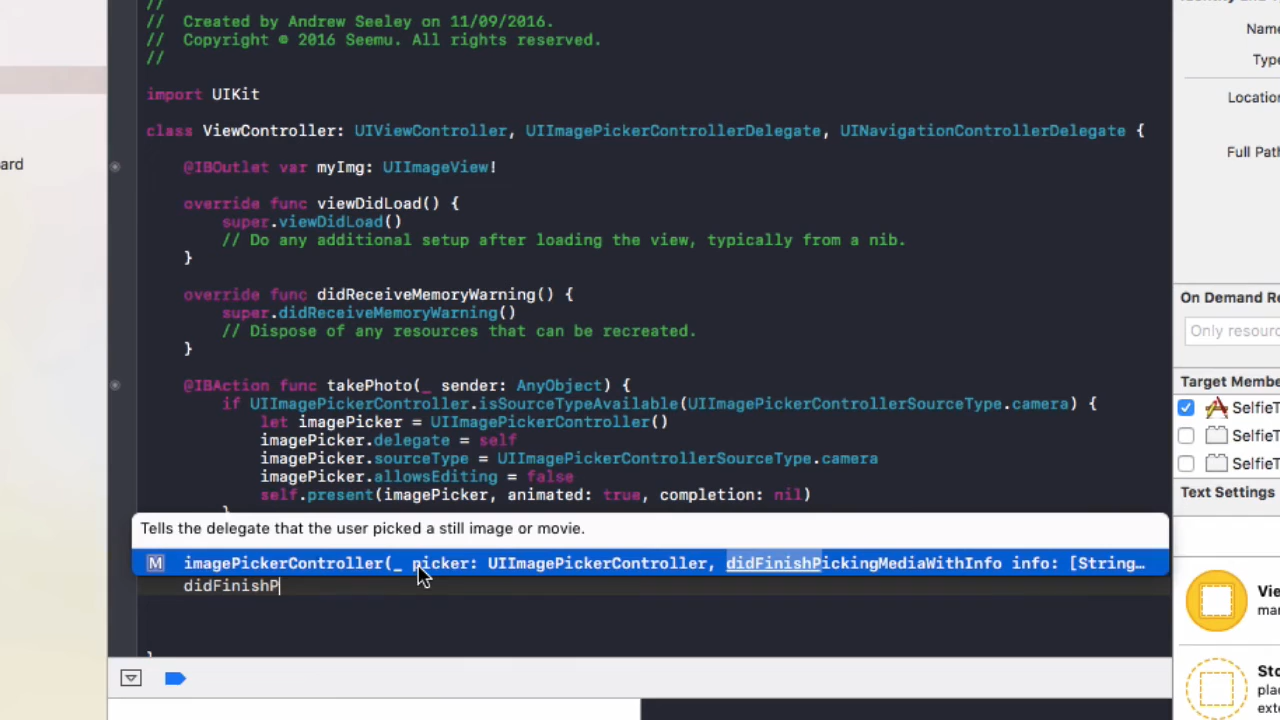 //
// Created by Andrew Seeley on 11/09/2016.
// Copyright © 2016 Seemu. All rights reserved.
//
import UIKit
class ViewController: UIViewController, UIImagePickerControllerDelegate, UINavigationControllerDelegate {
@IBOutlet var myImg: UIImageView!
override func viewDidLoad() {
super.viewDidLoad()
// Do any additional setup after loading the view, typically from a nib.
}
override func didReceiveMemoryWarning() {
super.didReceiveMemoryWarning()
// Dispose of any resources that can be recreated.
}
@IBAction func takePhoto(_ sender: AnyObject) {
if UIImagePickerController.isSourceTypeAvailable(UIImagePickerControllerSourceType.camera) {
let imagePicker = UIImagePickerController()
imagePicker.delegate = self
imagePicker.sourceType = UIImagePickerControllerSourceType.camera
imagePicker.allowsEditing = false
self.present(imagePicker, animated: true, completion: nil)
}
Tells the delegate that the user picked a still image or movie.
M imagePickerController(_ picker: UIImagePickerController, didFinishPickingMediaWithInfo info: [String…
didFinishP
ard
Name
Type
Location
Full Path
On Demand Re
Only resourc
Target Membe
SelfieT
SelfieT
SelfieT
Text Settings
Vie
mar
Sto
plac
exte